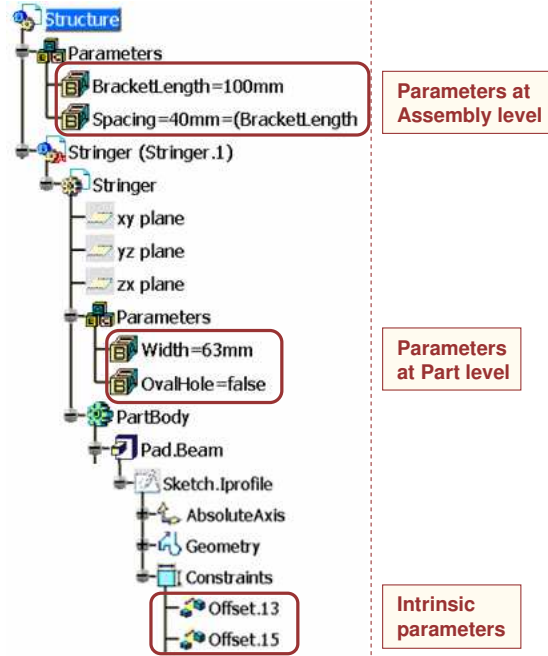 Structure
Parameters
BracketLength=100mm
Spacing=40mm=(BracketLength
Parameters at
Assembly level
Stringer (Stringer.1)
Stringer
xy plane
yz plane
zx plane
Parameters
Width=63mm
OvalHole=false
Parameters
at Part level
PartBody
Pad.Beam
Sketch.Iprofile
AbsoluteAxis
Geometry
Constraints
Offset.13
Offset.15
Intrinsic
parameters